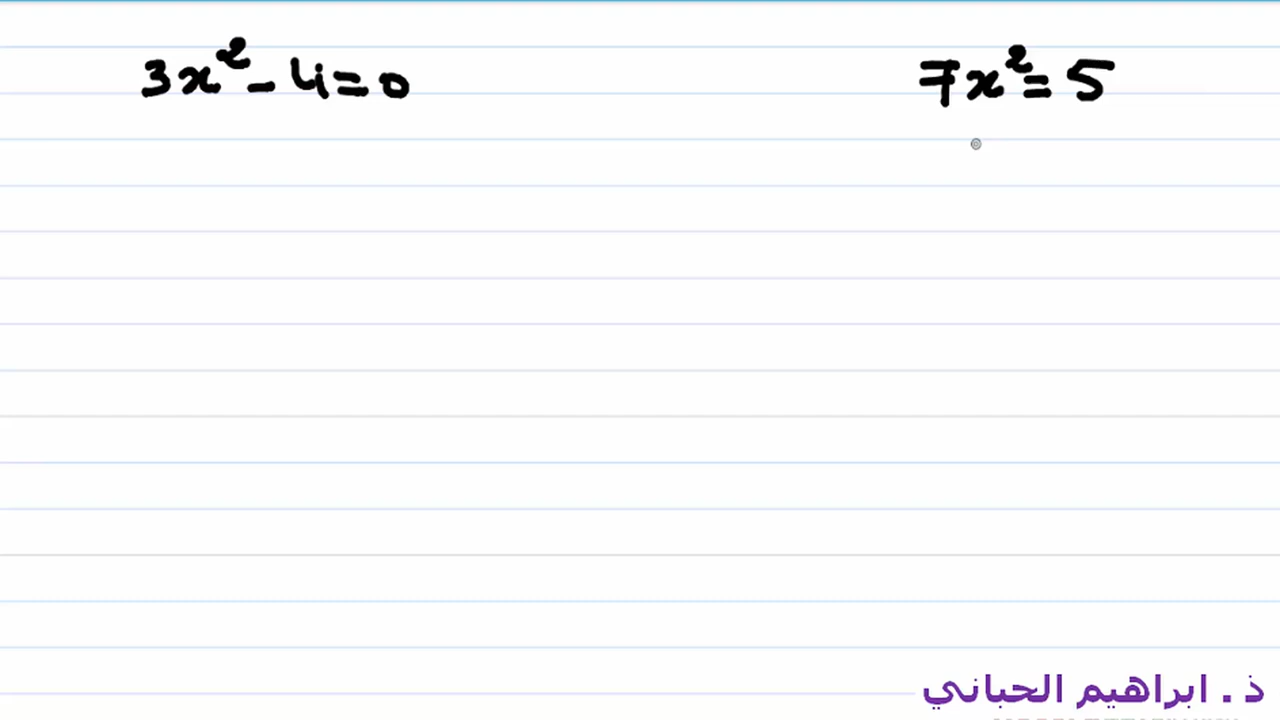 3x² - 4 = 0
7x² = 5
ذ . ابراهيم الحباني